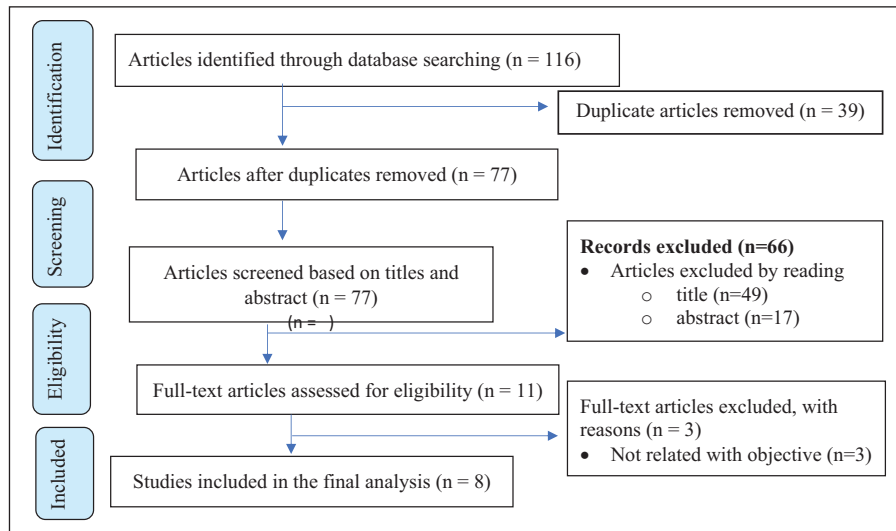 Identification
Articles identified through database searching (n = 116)
Duplicate articles removed (n = 39)
Articles after duplicates removed (n = 77)
Screening
Articles screened based on titles and
abstract (n = 77)
(n = )
Records excluded (n=66)
• Articles excluded by reading
o title (n=49)
o abstract (n=17)
Eligibility
Full-text articles assessed for eligibility (n = 11)
Full-text articles excluded, with
reasons (n = 3)
• Not related with objective (n=3)
Included
Studies included in the final analysis (n = 8)